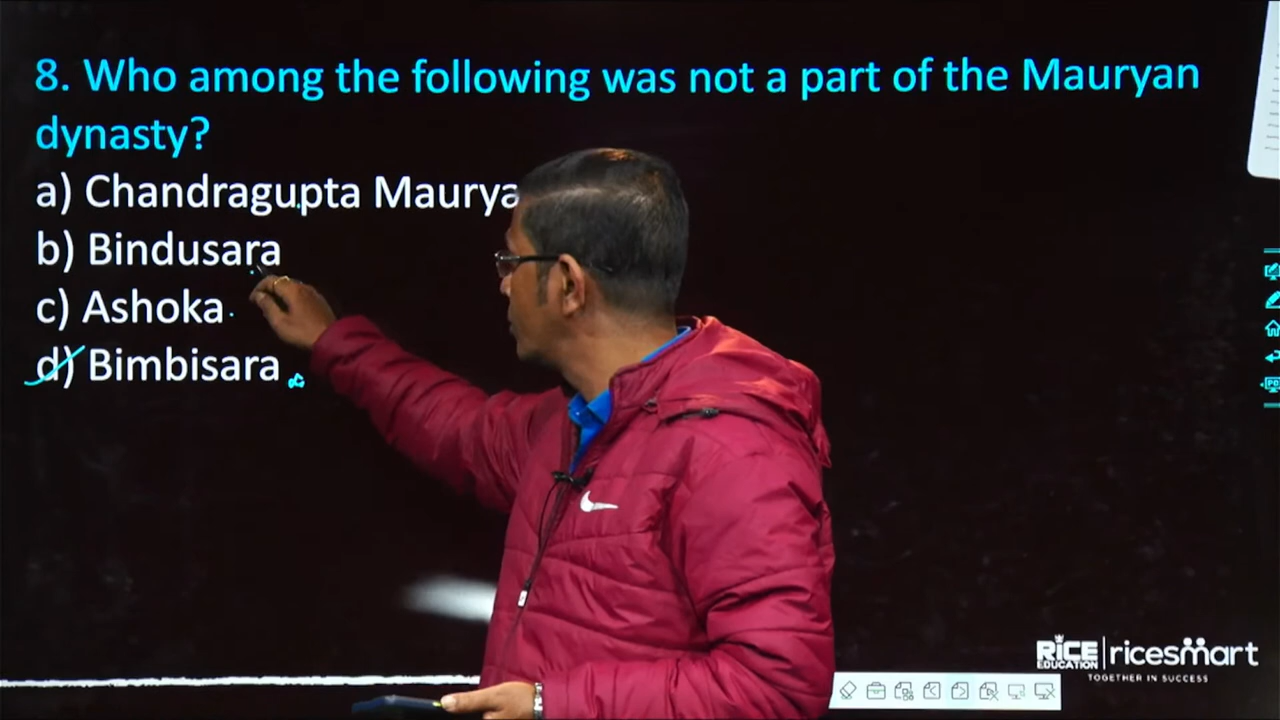 8. Who among the following was not a part of the Mauryan
dynasty?
a) Chandragupta Maurya
b) Bindusara
c) Ashoka
d) Bimbisara
RICE EDUCATION | ricesmart
TOGETHER IN SUCCESS